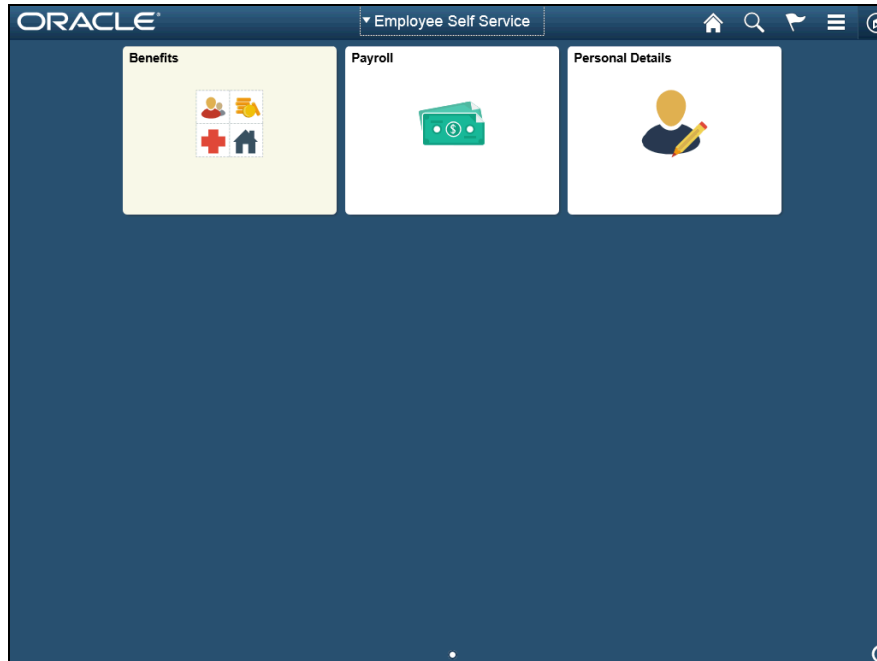 ORACLE
Employee Self Service
Benefits
Payroll
Personal Details